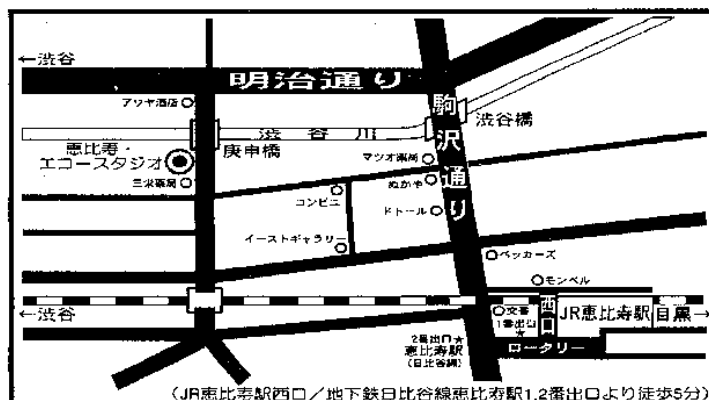 ←渋谷
明治通り
アツヤ酒店
渋谷川
駒沢通り
渋谷橋
恵比寿・
エコースタジオ
庚申橋
三栄薬局
マツオ薬局
ぬかや
コンビニ
ドトール
イーストギャラリー
ベッカーズ
モンベル
←渋谷
交番
1番出口
西口
JR恵比寿駅
目黒→
2番出口
恵比寿駅
(日比谷線)
ロータリー
(JR恵比寿駅西口/地下鉄日比谷線恵比寿駅1,2番出口より徒歩5分)